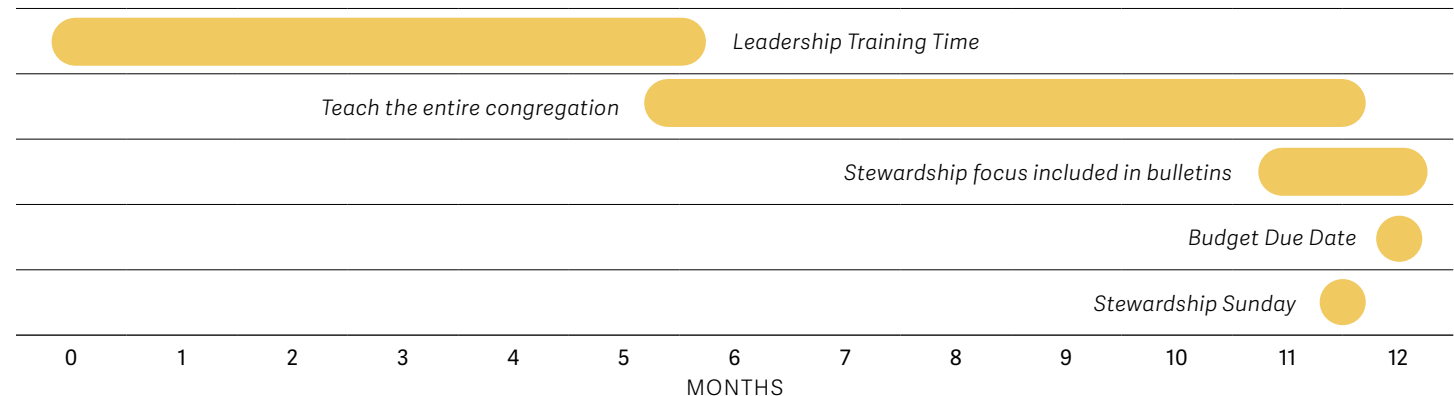 Leadership Training Time
Teach the entire congregation
Stewardship focus included in bulletins
Budget Due Date
Stewardship Sunday
0 1 2 3 4 5 6 7 8 9 10 11 12
MONTHS